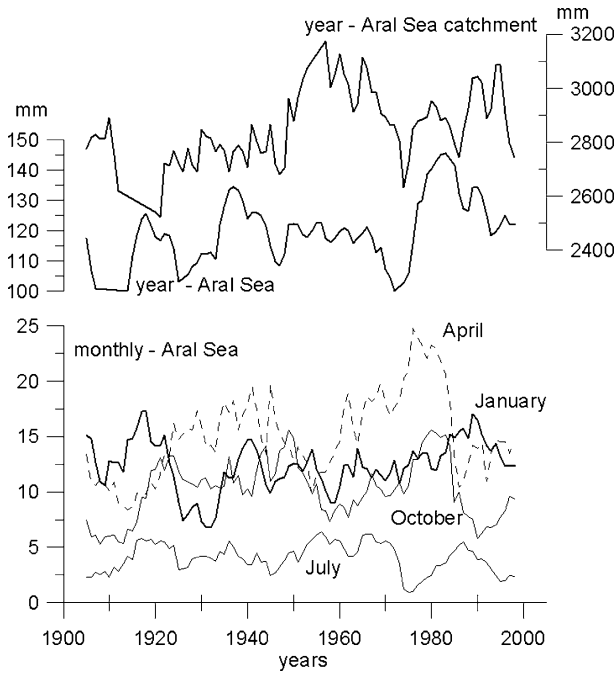 year - Aral Sea catchment
mm
3200
3000
2800
2600
2400
mm
150
140
130
120
110
100
year - Aral Sea
25
20
15
10
5
0
monthly - Aral Sea
April
January
October
July
1900 1920 1940 1960 1980 2000
years